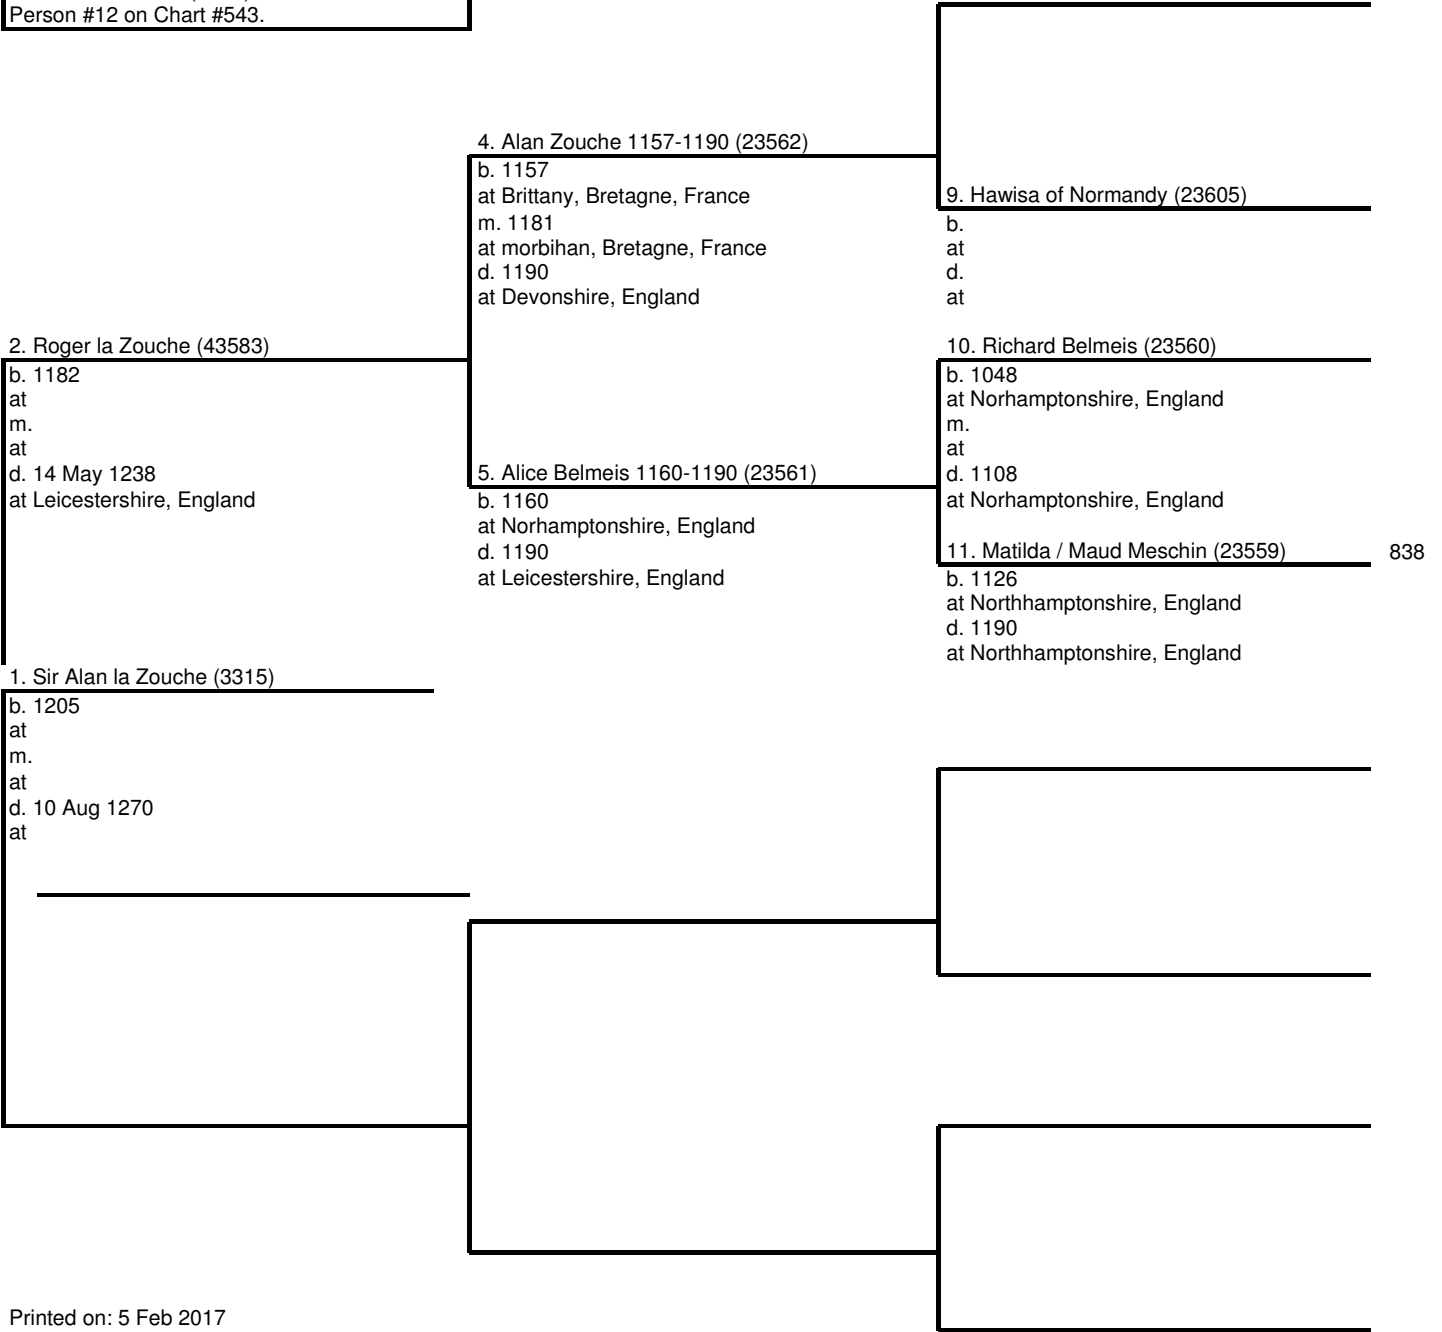 Person #12 on Chart #543.
4. Alan Zouche 1157-1190 (23562)
b. 1157
at Brittany, Bretagne, France
m. 1181
at morbihan, Bretagne, France
d. 1190
at Devonshire, England
9. Hawisa of Normandy (23605)
b.
at
d.
at
2. Roger la Zouche (43583)
b. 1182
at
m.
at
d. 14 May 1238
at Leicestershire, England
10. Richard Belmeis (23560)
b. 1048
at Norhamptonshire, England
m.
at
d. 1108
at Norhamptonshire, England
5. Alice Belmeis 1160-1190 (23561)
b. 1160
at Norhamptonshire, England
d. 1190
at Leicestershire, England
11. Matilda / Maud Meschin (23559) 838
b. 1126
at Northhamptonshire, England
d. 1190
at Northhamptonshire, England
1. Sir Alan la Zouche (3315)
b. 1205
at
m.
at
d. 10 Aug 1270
at
Printed on: 5 Feb 2017